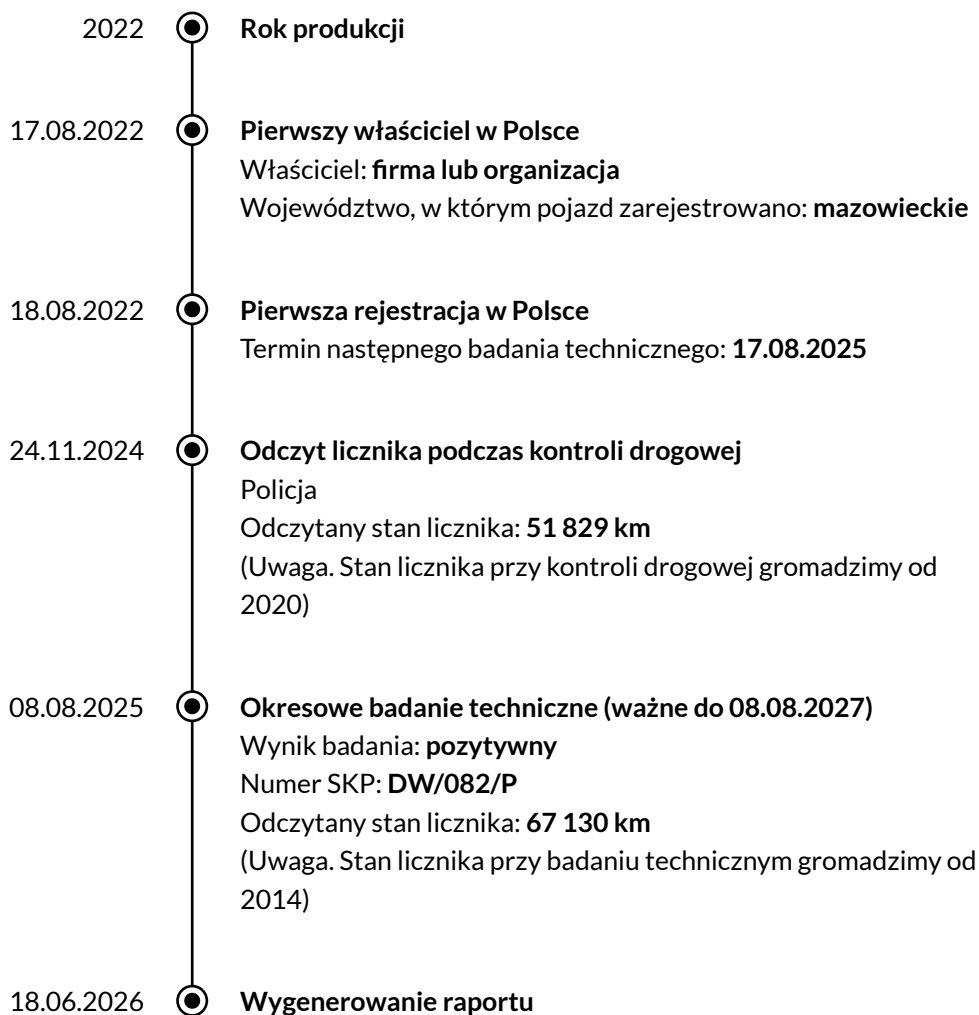 2022 Rok produkcji
17.08.2022 Pierwszy właściciel w Polsce
Właściciel: firma lub organizacja
Województwo, w którym pojazd zarejestrowano: mazowieckie
18.08.2022 Pierwsza rejestracja w Polsce
Termin następnego badania technicznego: 17.08.2025
24.11.2024 Odczyt licznika podczas kontroli drogowej
Policja
Odczytany stan licznika: 51 829 km
(Uwaga. Stan licznika przy kontroli drogowej gromadzimy od
2020)
08.08.2025 Okresowe badanie techniczne (ważne do 08.08.2027)
Wynik badania: pozytywny
Numer SKP: DW/082/P
Odczytany stan licznika: 67 130 km
(Uwaga. Stan licznika przy badaniu technicznym gromadzimy od
2014)
18.06.2026 Wygenerowanie raportu